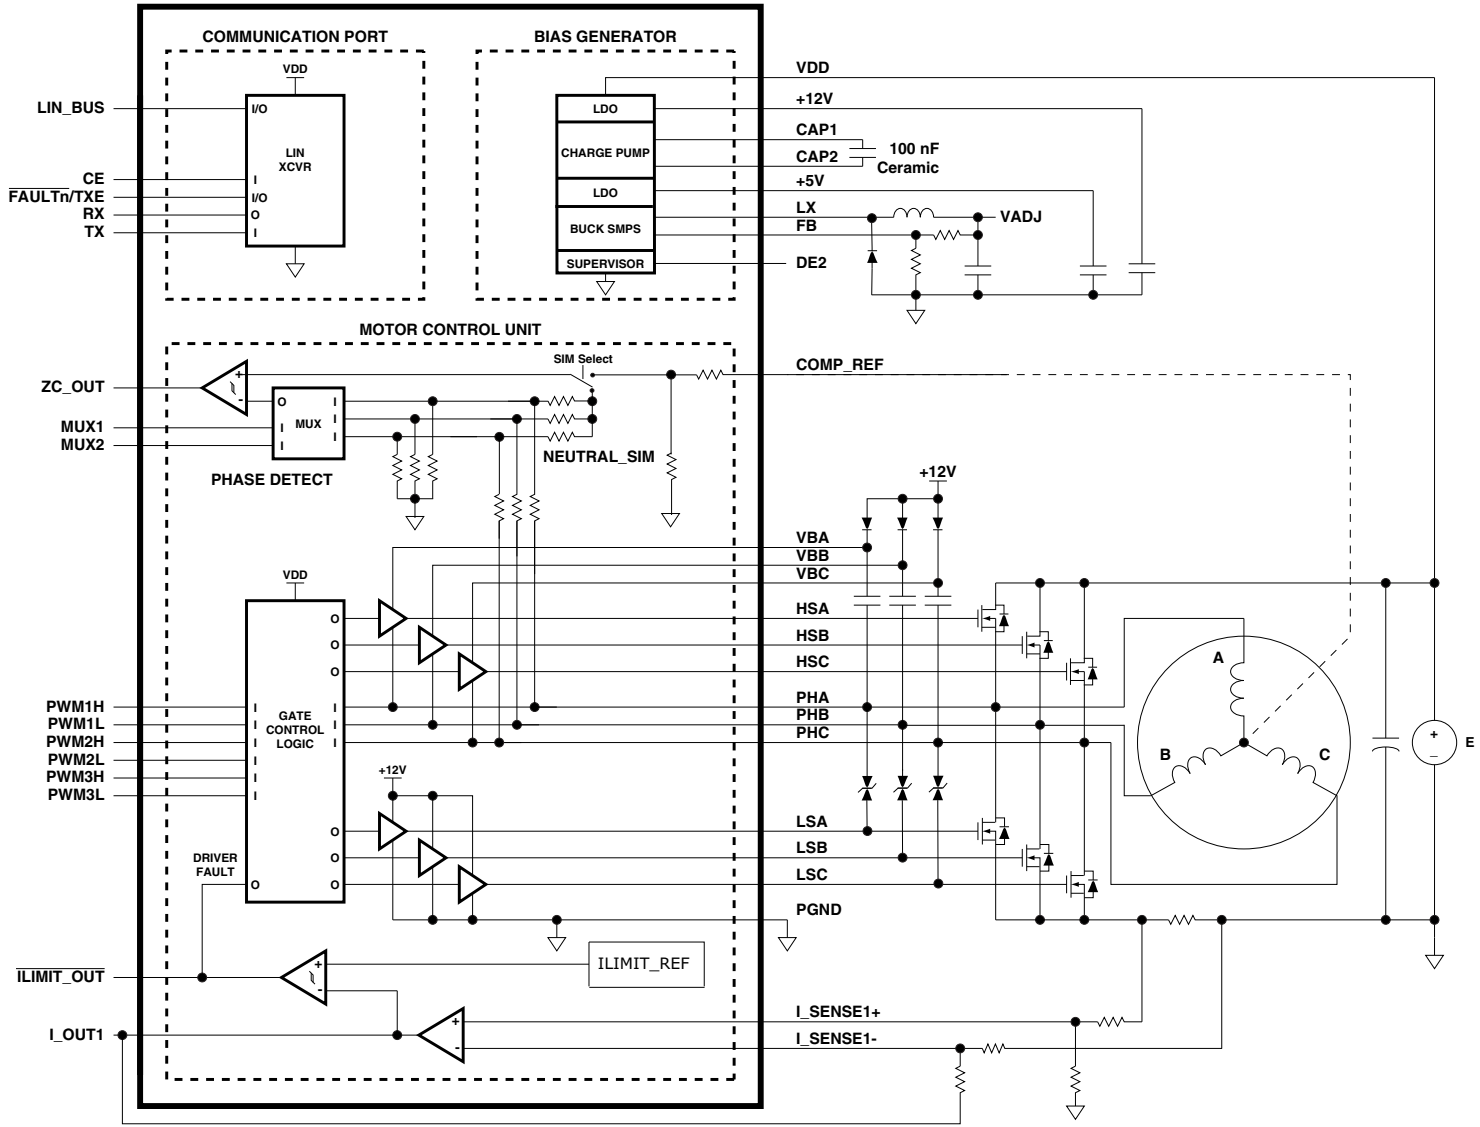 COMMUNICATION PORT
BIAS GENERATOR
VDD
LIN_BUS
I/O
LIN
XCVR
CE
I
FAULTn/TXE
I/O
RX
O
TX
I
LDO
CHARGE PUMP
LDO
BUCK SMPS
SUPERVISOR
VDD
+12V
CAP1
CAP2
100 nF
Ceramic
+5V
LX
FB
VADJ
DE2
MOTOR CONTROL UNIT
SIM Select
COMP_REF
ZC_OUT
+
-
O
I
MUX1
I
MUX
I
MUX2
I
I
PHASE DETECT
NEUTRAL_SIM
+12V
VBA
VBB
VBC
VDD
O
HSA
O
HSB
O
HSC
PWM1H
I
I
PHA
PWM1L
I
I
PHB
PWM2H
I
I
PHC
PWM2L
I
PWM3H
I
PWM3L
I
GATE
CONTROL
LOGIC
+12V
O
LSA
O
LSB
O
LSC
DRIVER
FAULT
O
PGND
A
B
C
+
–
E
ILIMIT_OUT
+
-
ILIMIT_REF
I_OUT1
+
-
I_SENSE1+
I_SENSE1-